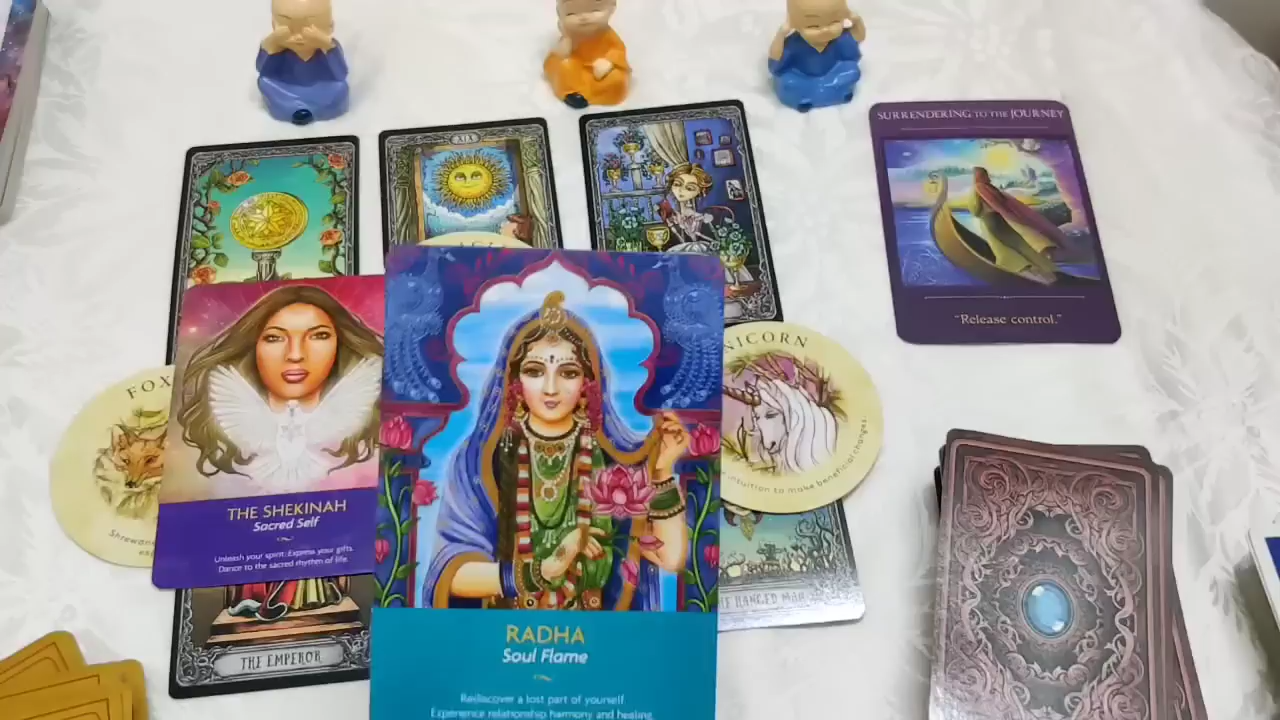 XIX
SURRENDERING TO THE JOURNEY
"Release control."
FOX
Shrewdne
UNICORN
intuition to make beneficial changes.
THE SHEKINAH
Sacred Self
Unleash your spirit. Express your gifts.
Dance to the sacred rhythm of life.
THE HANGED MAN
THE EMPEROR
RADHA
Soul Flame
Rediscover a lost part of yourself.
Experience relationship harmony and healing.